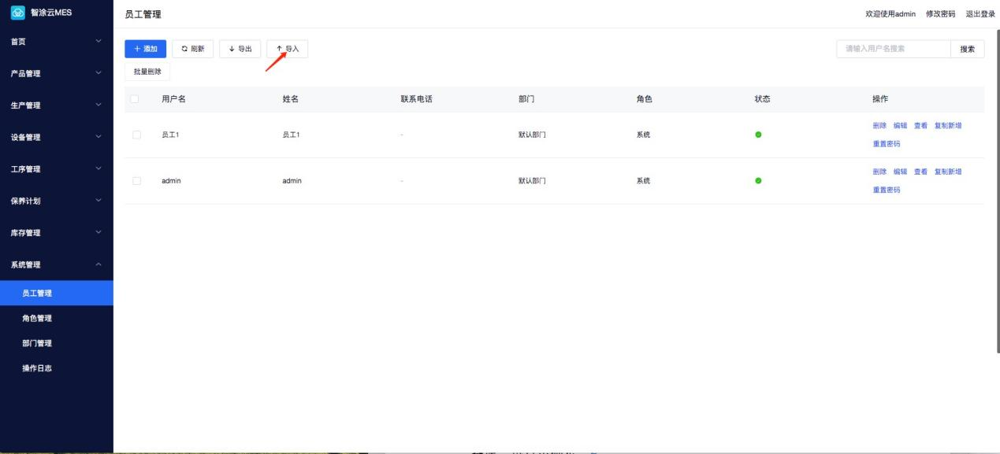 智涂云MES
员工管理
欢迎使用admin 修改密码 退出登录
首页
产品管理
生产管理
设备管理
工序管理
保养计划
库存管理
系统管理
员工管理
角色管理
部门管理
操作日志
+ 添加 刷新 导出 导入
请输入用户名搜索 搜索
批量删除
用户名 姓名 联系电话 部门 角色 状态 操作
员工1 员工1 - 默认部门 系统 删除 编辑 查看 复制新增
重置密码
admin admin - 默认部门 系统 删除 编辑 查看 复制新增
重置密码